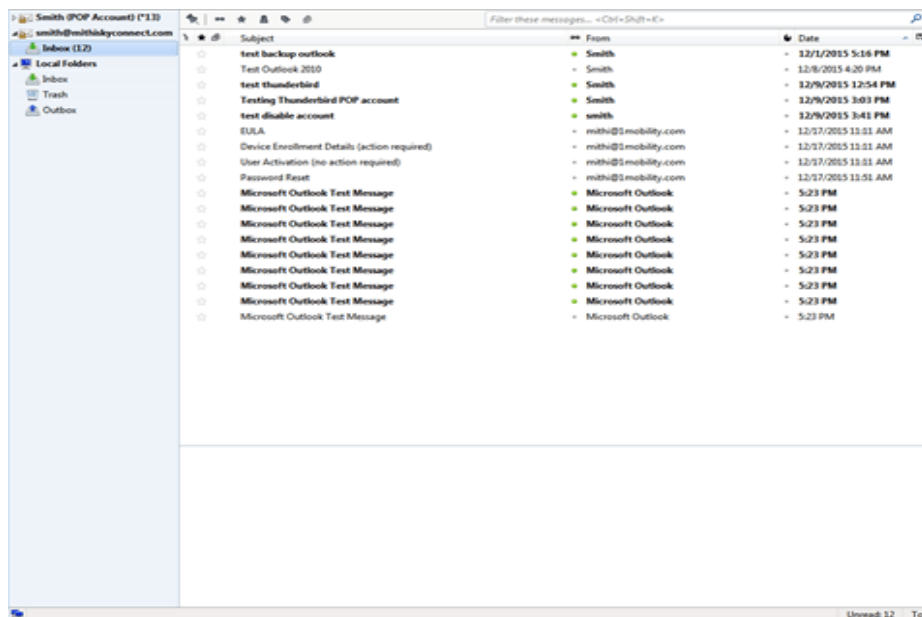 Smith (POP Account) (*13)
smith@mithiskyconnect.com
Inbox (12)
Local Folders
Inbox
Trash
Outbox
Filter these messages... <Ctrl+Shift+K>
Subject From Date
test backup outlook Smith 12/1/2015 5:16 PM
Test Outlook 2010 Smith 12/8/2015 4:20 PM
test thunderbird Smith 12/9/2015 12:54 PM
Testing Thunderbird POP account Smith 12/9/2015 3:03 PM
test disable account smith 12/9/2015 3:41 PM
EULA mithi@1mobility.com 12/17/2015 11:11 AM
Device Enrollment Details (action required) mithi@1mobility.com 12/17/2015 11:11 AM
User Activation (no action required) mithi@1mobility.com 12/17/2015 11:11 AM
Password Reset mithi@1mobility.com 12/17/2015 11:51 AM
Microsoft Outlook Test Message Microsoft Outlook 5:23 PM
Microsoft Outlook Test Message Microsoft Outlook 5:23 PM
Microsoft Outlook Test Message Microsoft Outlook 5:23 PM
Microsoft Outlook Test Message Microsoft Outlook 5:23 PM
Microsoft Outlook Test Message Microsoft Outlook 5:23 PM
Microsoft Outlook Test Message Microsoft Outlook 5:23 PM
Microsoft Outlook Test Message Microsoft Outlook 5:23 PM
Microsoft Outlook Test Message Microsoft Outlook 5:23 PM
Microsoft Outlook Test Message Microsoft Outlook 5:23 PM
Unread: 12 To